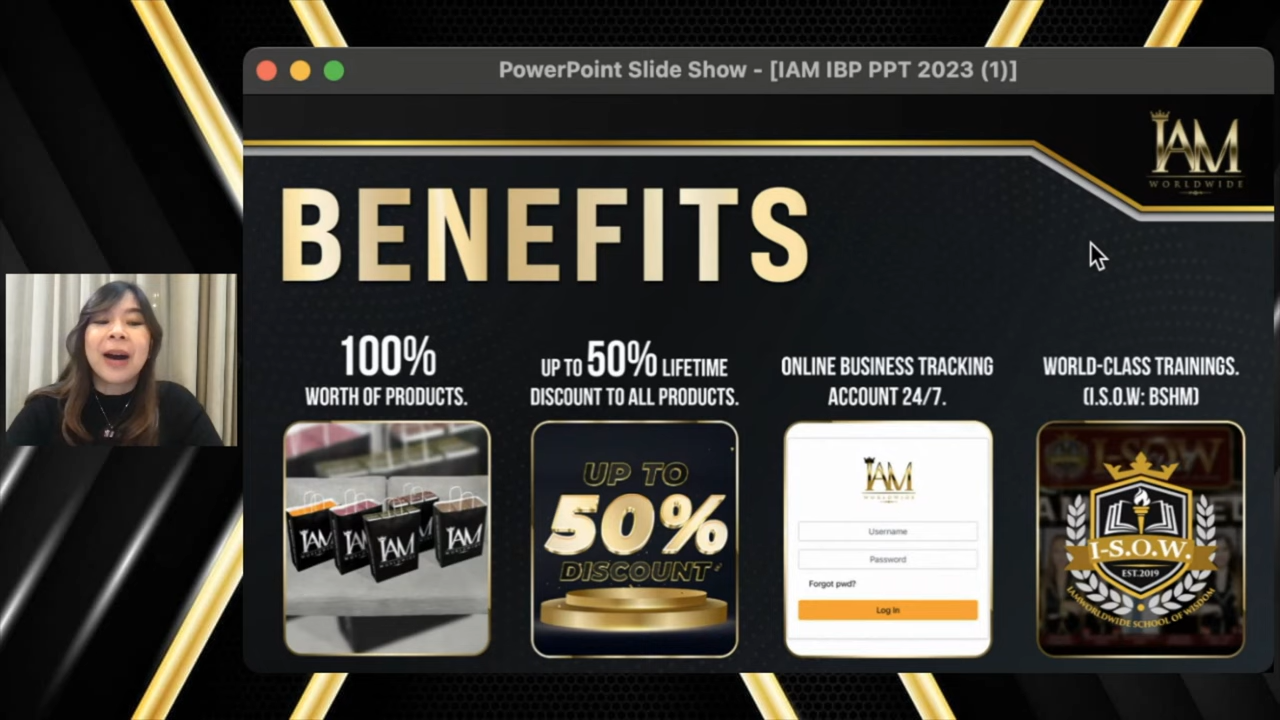 PowerPoint Slide Show - [IAM IBP PPT 2023 (1)]
IAM
WORLDWIDE
BENEFITS
100%
WORTH OF PRODUCTS.
UP TO 50% LIFETIME
DISCOUNT TO ALL PRODUCTS.
ONLINE BUSINESS TRACKING
ACCOUNT 24/7.
WORLD-CLASS TRAININGS.
(I.S.O.W: BSHM)
IAM
IAM
IAM
IAM
UP TO
50%
DISCOUNT
IAM
WORLDWIDE
Username
Password
Forgot pwd?
Log In
I-SOW
I-S.O.W.
EST.2019
IAMWORLDWIDE SCHOOL OF WISDOM